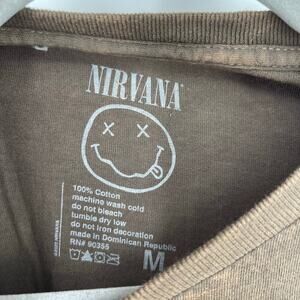 NIRVANA
100% Cotton
machine wash cold
do not bleach
tumble dry low
do not iron decoration
made in Dominican Republic
RN# 90355
M